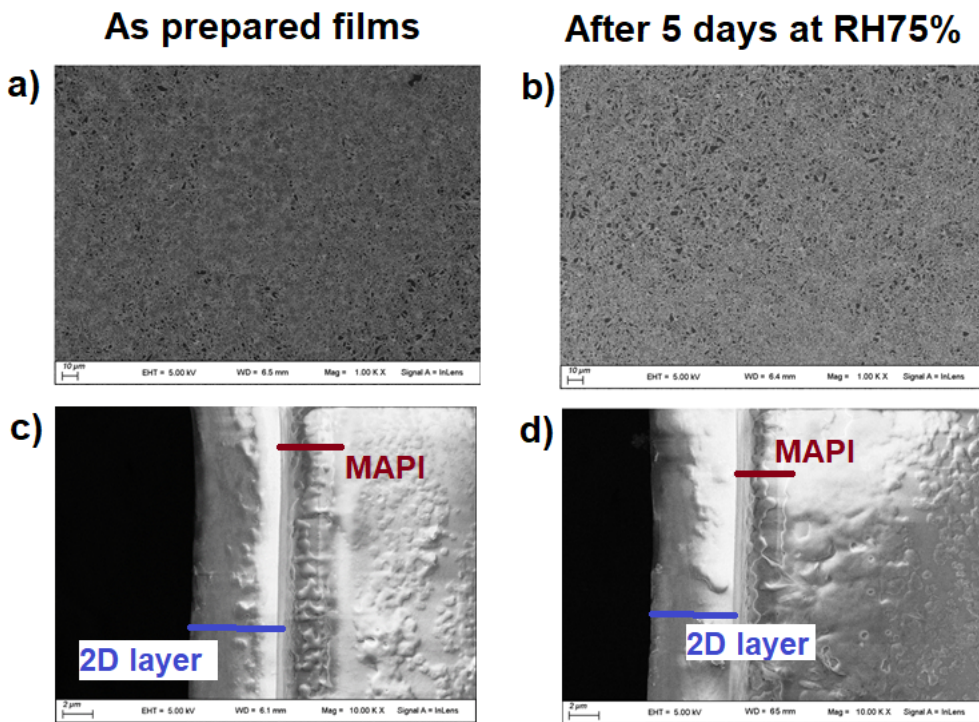 As prepared films
After 5 days at RH75%
a)
10 µm
EHT = 5.00 kV WD = 6.5 mm Mag = 1.00 K X Signal A = InLens
b)
10 µm
EHT = 5.00 kV WD = 6.4 mm Mag = 1.00 K X Signal A = InLens
c)
MAPI
2D layer
2 µm
EHT = 5.00 kV WD = 6.1 mm Mag = 10.00 K X Signal A = InLens
d)
MAPI
2D layer
2 µm
EHT = 5.00 kV WD = 65 mm Mag = 10.00 K X Signal A = InLens